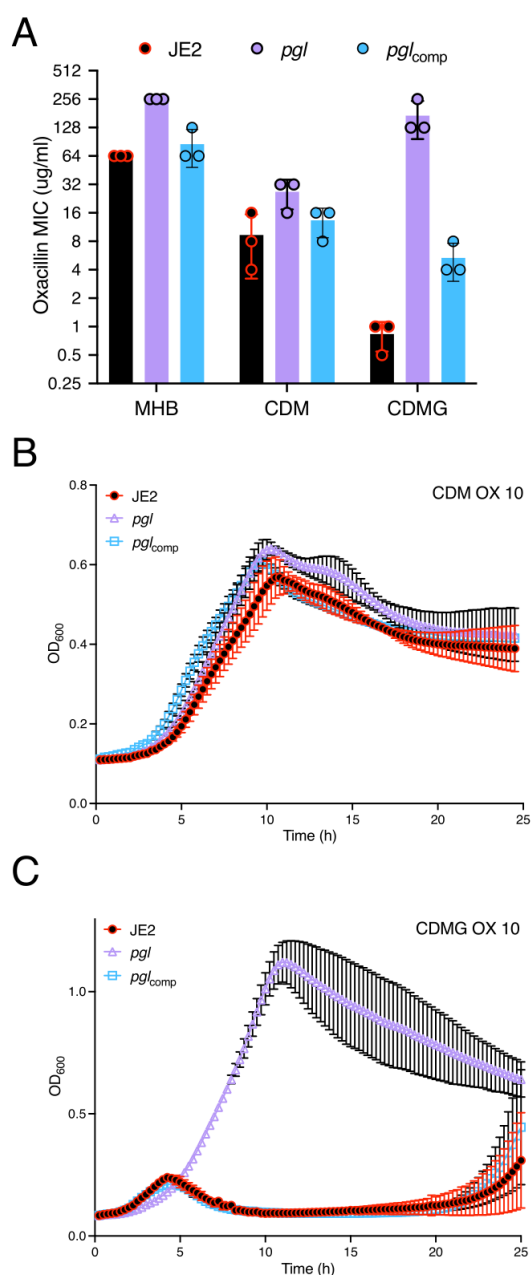 A
JE2 pgl pglcomp
Oxacillin MIC (ug/ml)
512
256
128
64
32
16
8
4
2
1
0.5
0.25
MHB CDM CDMG
B
JE2
pgl
pglcomp
CDM OX 10
OD600
0.8
0.6
0.4
0.2
0.0
0 5 10 15 20 25
Time (h)
C
JE2
pgl
pglcomp
CDMG OX 10
OD600
1.0
0.5
0.0
0 5 10 15 20 25
Time (h)